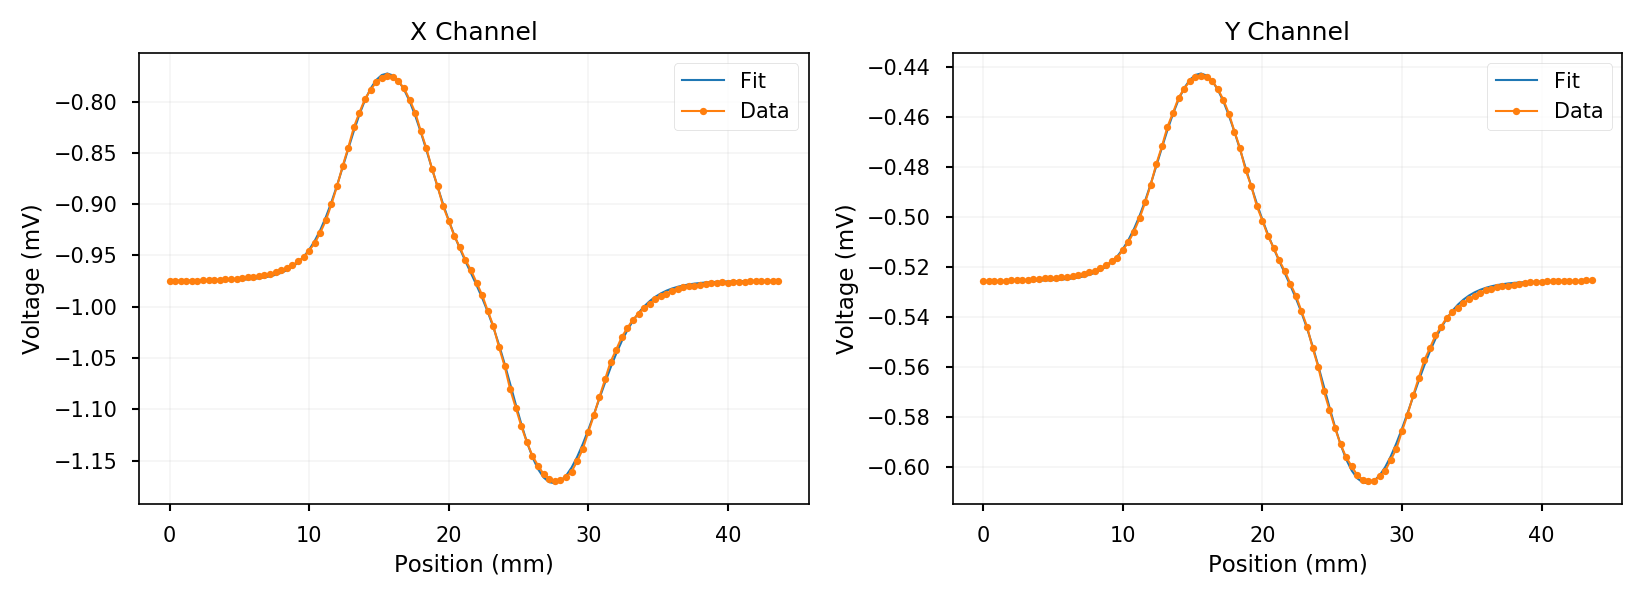 X Channel
Voltage (mV)
−0.80
−0.85
−0.90
−0.95
−1.00
−1.05
−1.10
−1.15
Fit
Data
0 10 20 30 40
Position (mm)
Y Channel
Voltage (mV)
−0.44
−0.46
−0.48
−0.50
−0.52
−0.54
−0.56
−0.58
−0.60
Fit
Data
0 10 20 30 40
Position (mm)